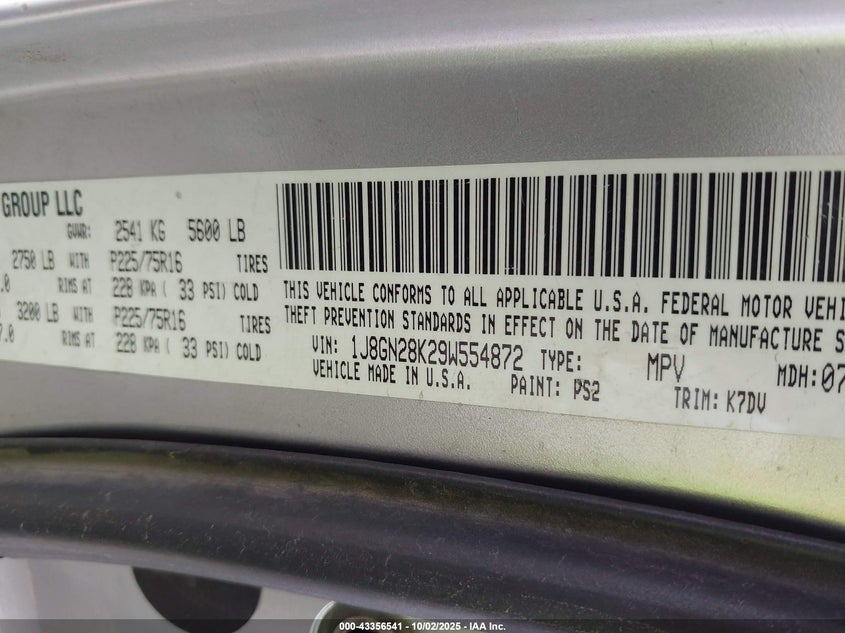 GROUP LLC
GVWR: 2541 KG 5600 LB
2750 LB WITH P225/75R16 TIRES
.0 RIMS AT 228 KPA ( 33 PSI) COLD
3200 LB WITH P225/75R16 TIRES
.0 RIMS AT 228 KPA ( 33 PSI) COLD
THIS VEHICLE CONFORMS TO ALL APPLICABLE U.S.A. FEDERAL MOTOR VEHI
THEFT PREVENTION STANDARDS IN EFFECT ON THE DATE OF MANUFACTURE S
VIN: 1J8GN28K29W554872 TYPE: MPV MDH:07
VEHICLE MADE IN U.S.A. PAINT: PS2 TRIM: K7DV
000-43356541 - 10/02/2025 - IAA Inc.